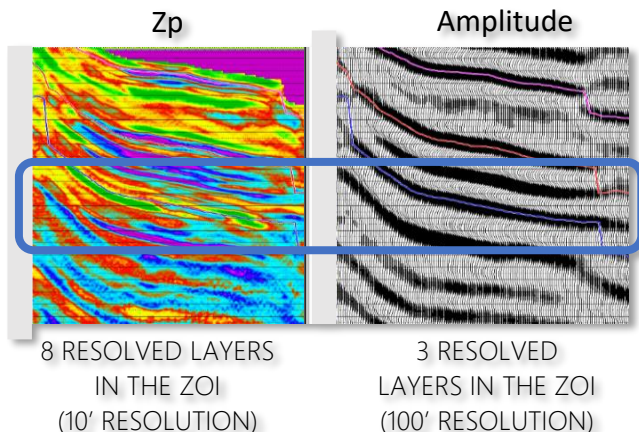 Zp
Amplitude
8 RESOLVED LAYERS
IN THE ZOI
(10' RESOLUTION)
3 RESOLVED
LAYERS IN THE ZOI
(100' RESOLUTION)